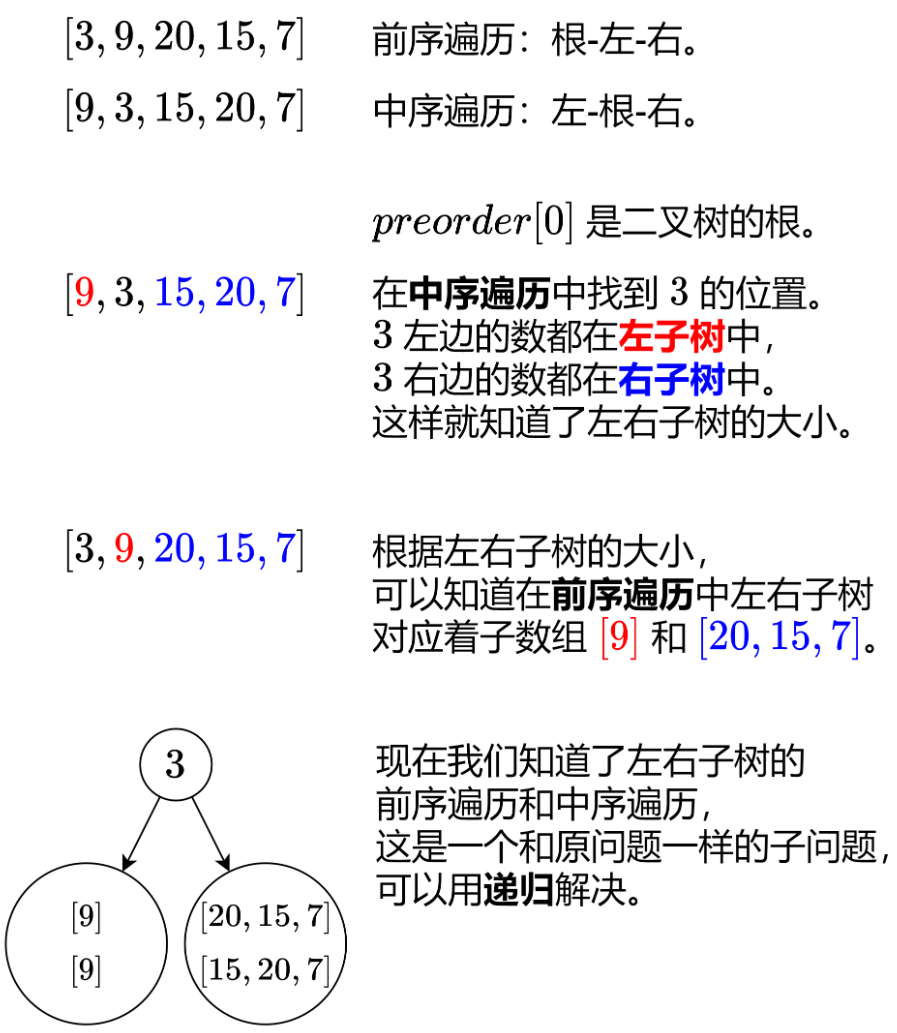 [3, 9, 20, 15, 7] 前序遍历：根-左-右。
[9, 3, 15, 20, 7] 中序遍历：左-根-右。
preorder[0] 是二叉树的根。
[9, 3, 15, 20, 7] 在中序遍历中找到 3 的位置。
3 左边的数都在左子树中，
3 右边的数都在右子树中。
这样就知道了左右子树的大小。
[3, 9, 20, 15, 7] 根据左右子树的大小，
可以知道在前序遍历中左右子树
对应着子数组 [9] 和 [20, 15, 7]。
3
[9]
[9]
[20, 15, 7]
[15, 20, 7]
现在我们知道了左右子树的
前序遍历和中序遍历，
这是一个和原问题一样的子问题，
可以用递归解决。